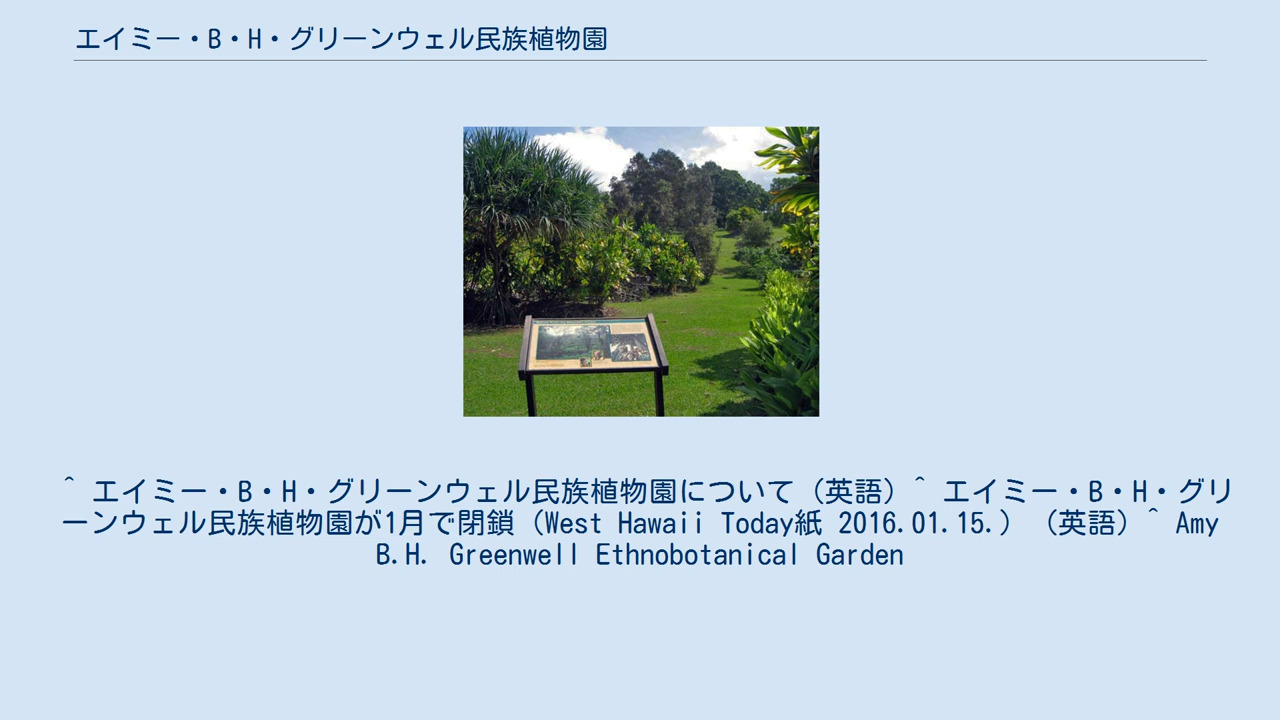 エイミー・B・H・グリーンウェル民族植物園
^ エイミー・B・H・グリーンウェル民族植物園について（英語）^ エイミー・B・H・グリ
ーンウェル民族植物園が1月で閉鎖（West Hawaii Today紙 2016.01.15.）（英語）^ Amy
B.H. Greenwell Ethnobotanical Garden